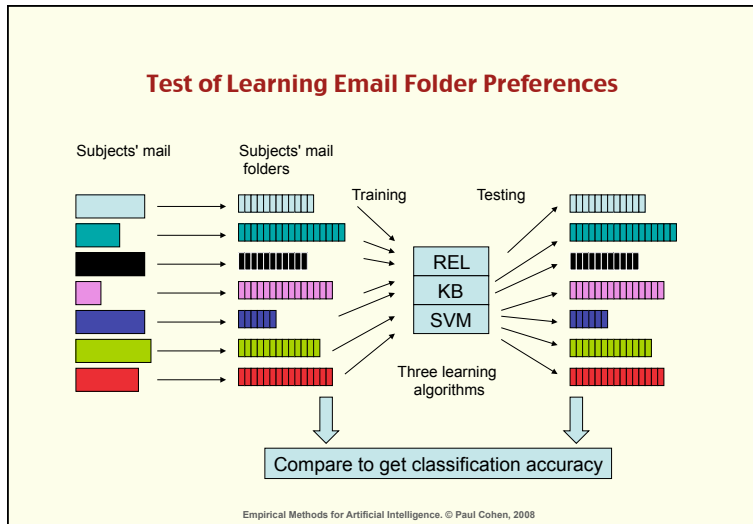 Test of Learning Email Folder Preferences
Subjects' mail
Subjects' mail
folders
Training
Testing
REL
KB
SVM
Three learning
algorithms
Compare to get classification accuracy
Empirical Methods for Artificial Intelligence. © Paul Cohen, 2008